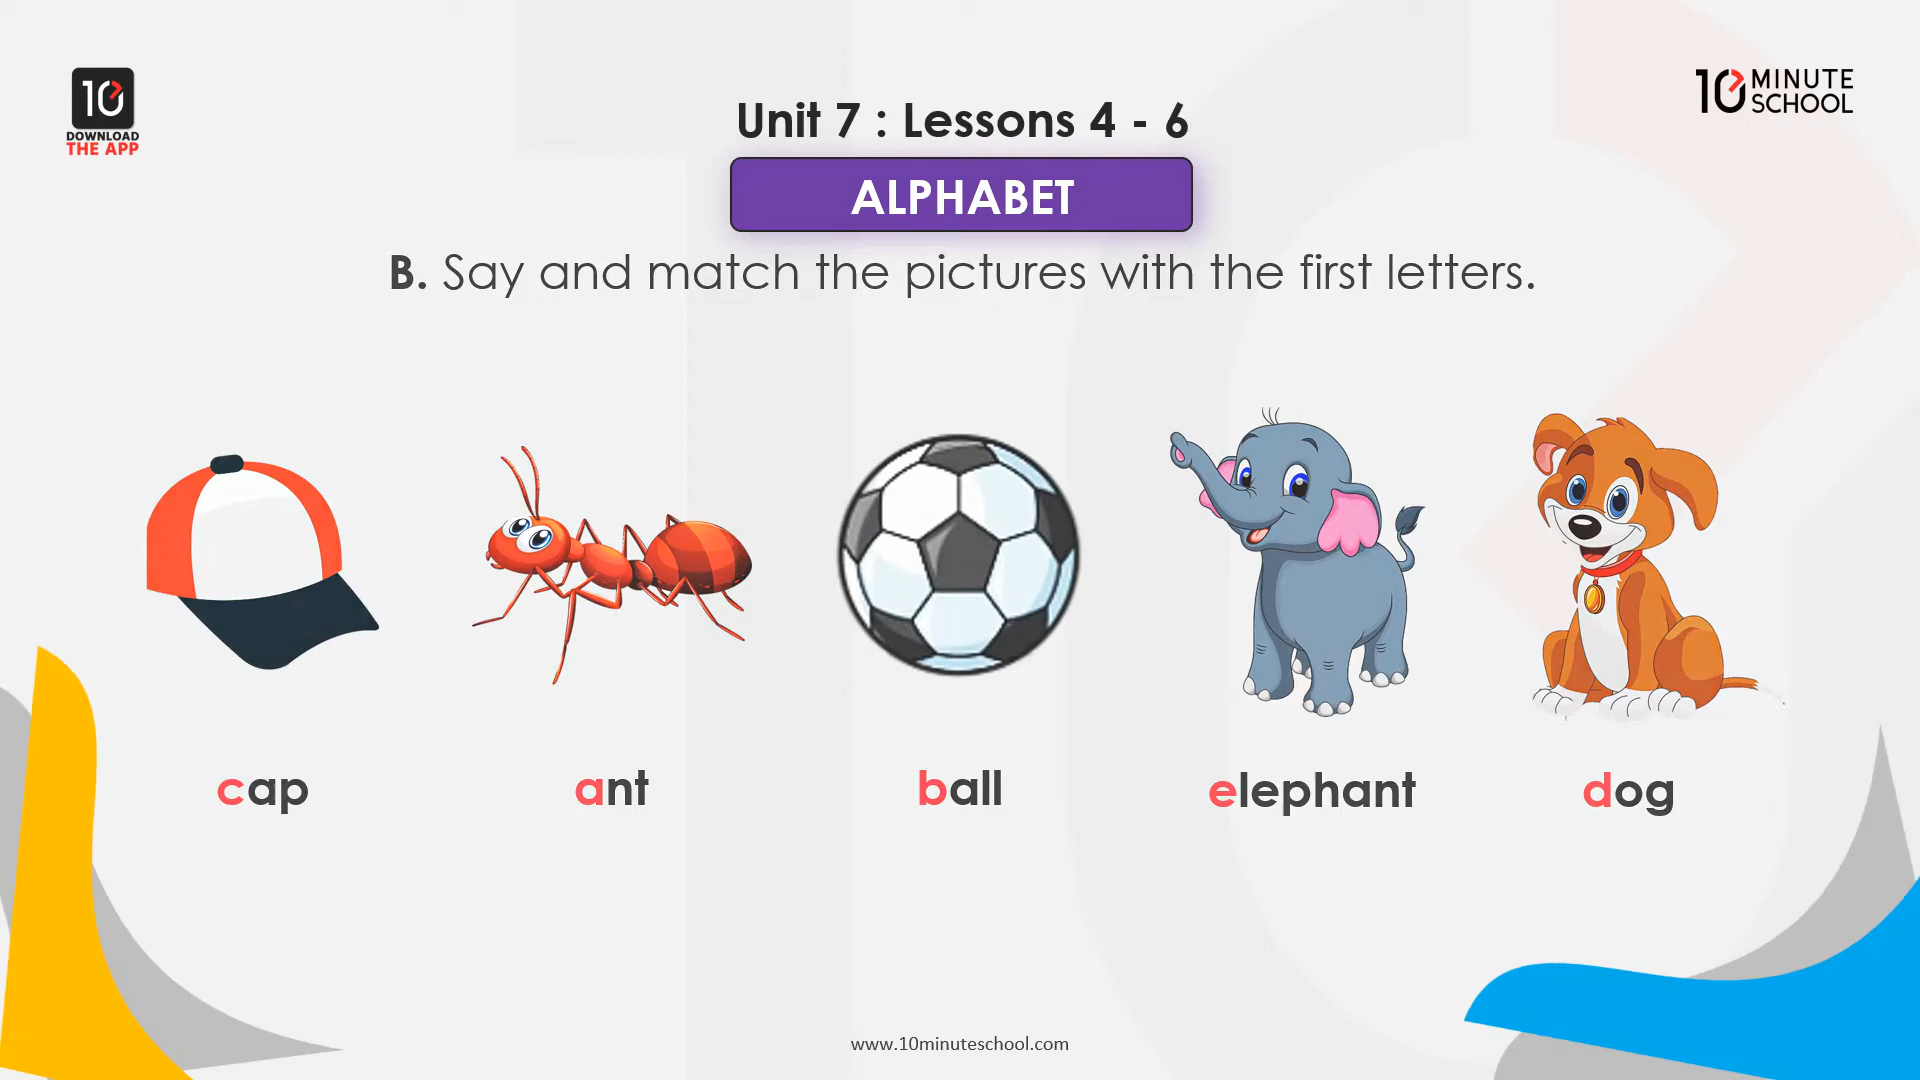 10
DOWNLOAD
THE APP
10 MINUTE
SCHOOL
Unit 7 : Lessons 4 - 6
ALPHABET
B. Say and match the pictures with the first letters.
cap
ant
ball
elephant
dog
www.10minuteschool.com